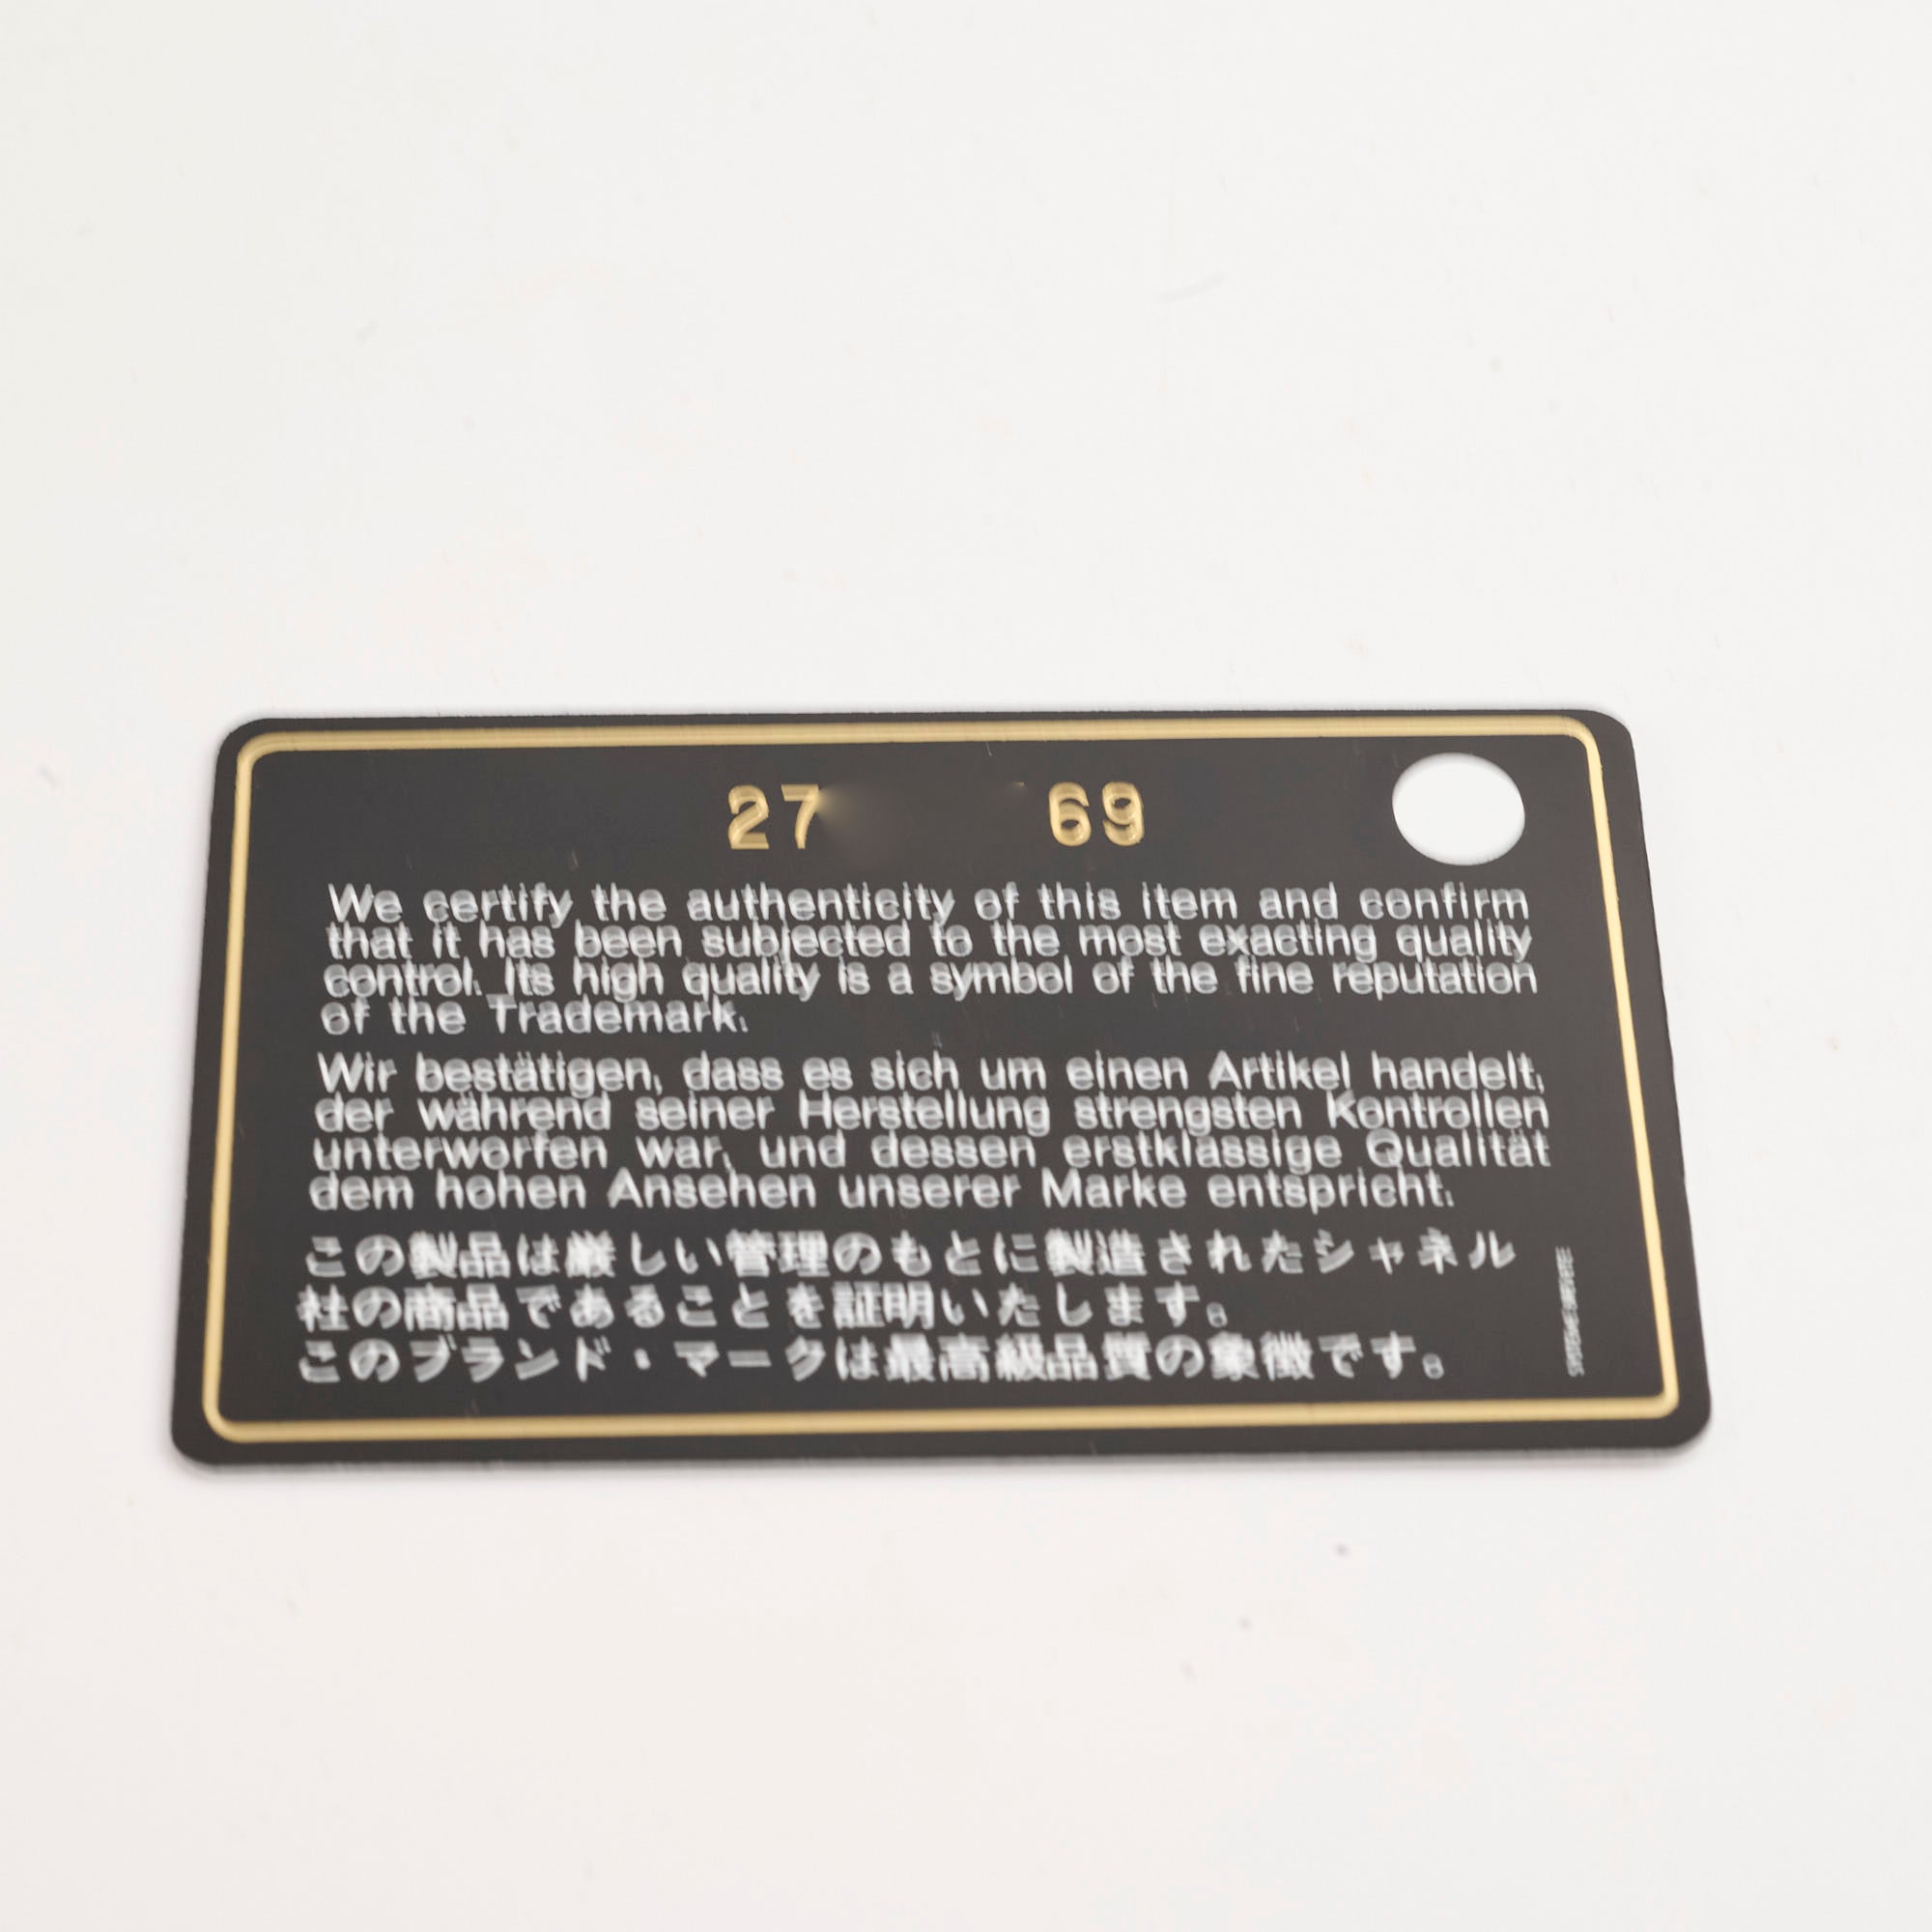 27 69
We certify the authenticity of this item and confirm
that it has been subjected to the most exacting quality
control. Its high quality is a symbol of the fine reputation
of the Trademark.
Wir bestätigen, dass es sich um einen Artikel handelt,
der während seiner Herstellung strengsten Kontrollen
unterworfen war, und dessen erstklassige Qualität
dem hohen Ansehen unserer Marke entspricht.
この製品は厳しい管理のもとに製造されたシャネル
社の商品であることを証明いたします。
このブランド・マークは最高級品質の象徴です。